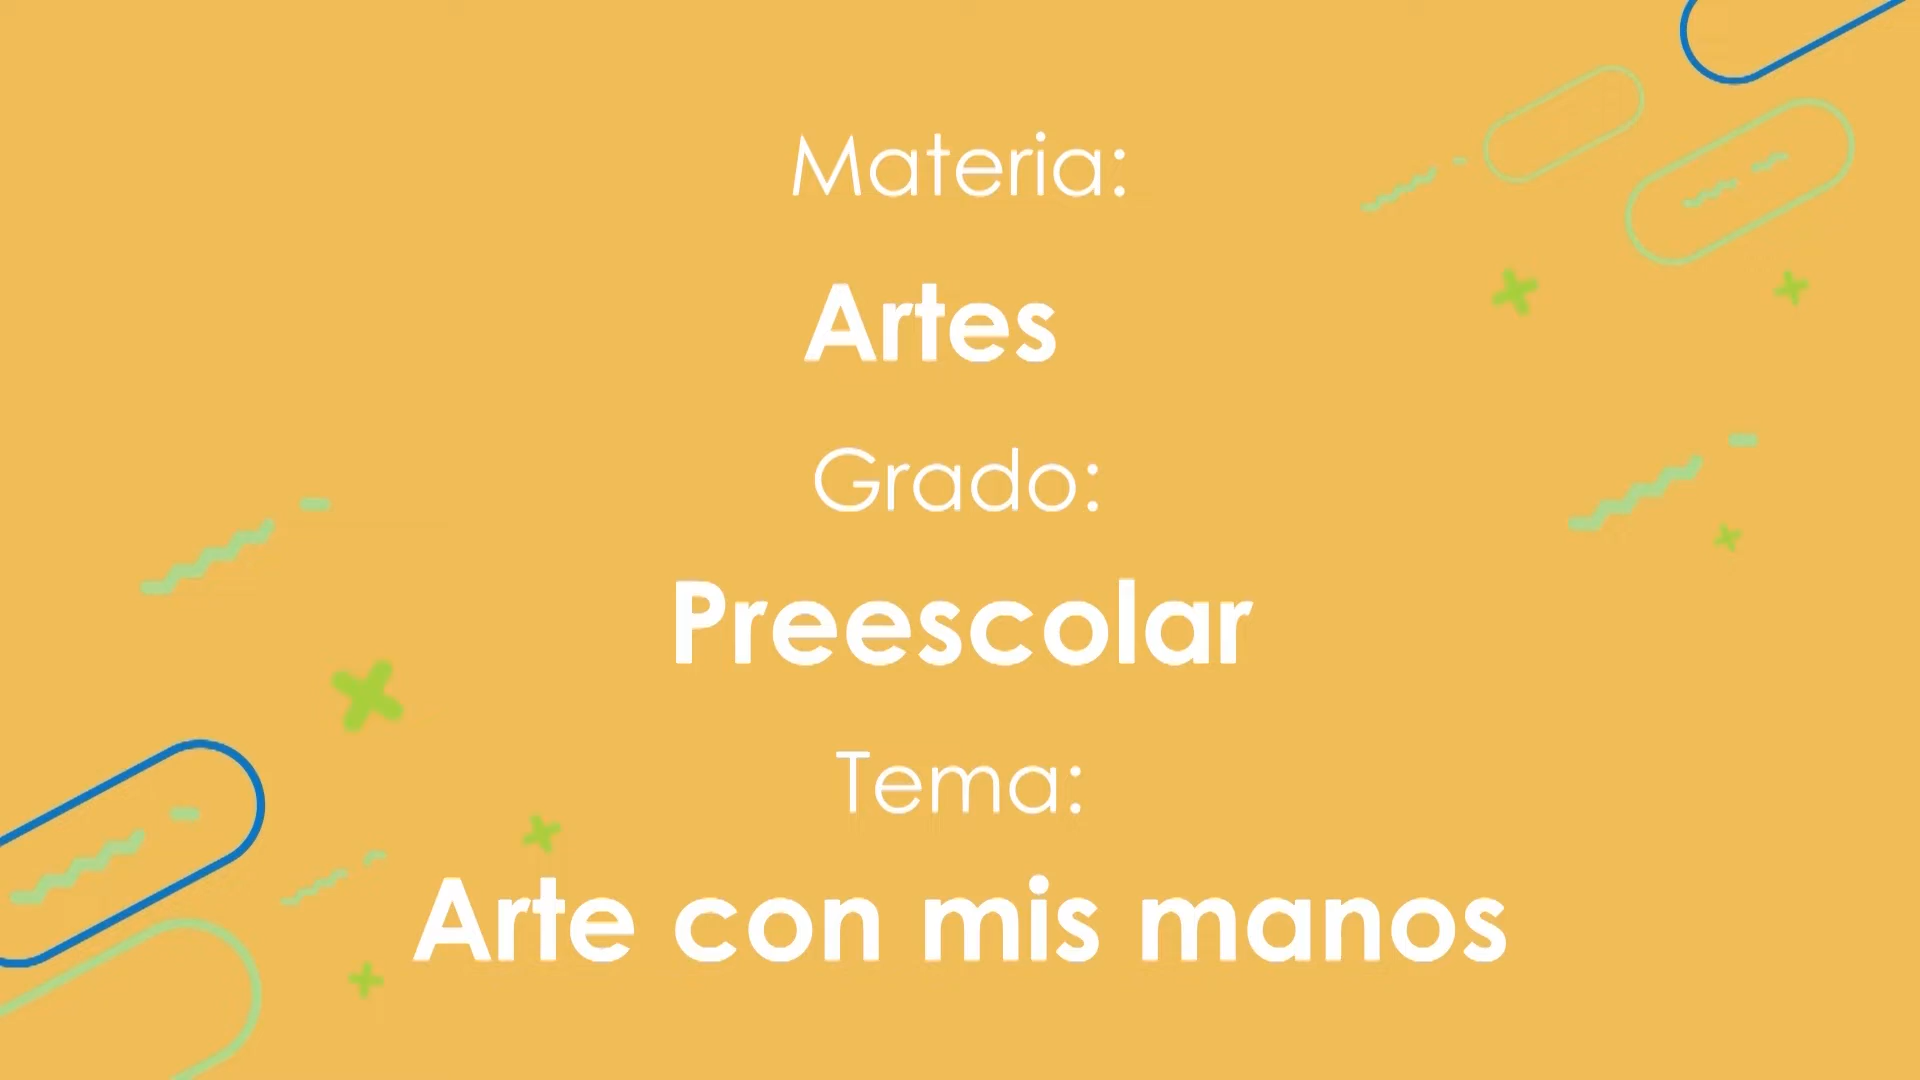 Materia:
Artes
Grado:
Preescolar
Tema:
Arte con mis manos